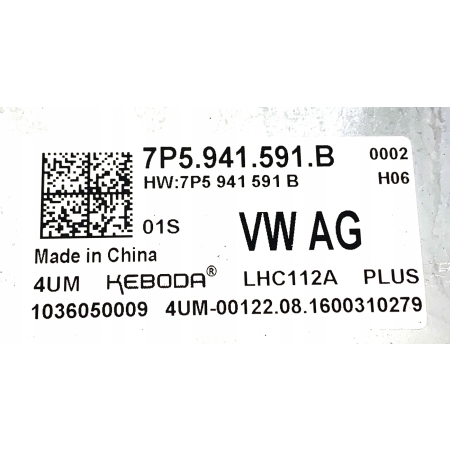 7P5.941.591.B 0002
HW:7P5 941 591 B H06
01S VW AG
Made in China
4UM KEBODA® LHC112A PLUS
1036050009 4UM-00122.08.1600310279